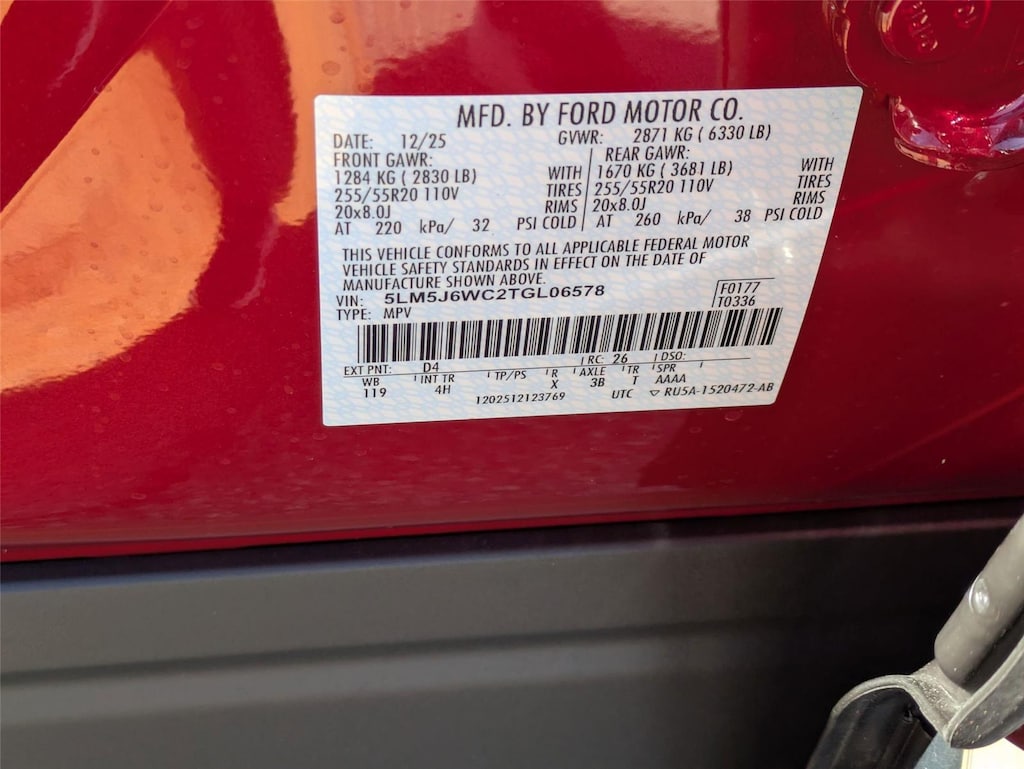 MFD. BY FORD MOTOR CO.
DATE: 12/25 GVWR: 2871 KG ( 6330 LB)
FRONT GAWR: REAR GAWR:
1284 KG ( 2830 LB) WITH 1670 KG ( 3681 LB) WITH
255/55R20 110V TIRES 255/55R20 110V TIRES
20x8.0J RIMS 20x8.0J RIMS
AT 220 kPa/ 32 PSI COLD AT 260 kPa/ 38 PSI COLD
THIS VEHICLE CONFORMS TO ALL APPLICABLE FEDERAL MOTOR
VEHICLE SAFETY STANDARDS IN EFFECT ON THE DATE OF
MANUFACTURE SHOWN ABOVE.
VIN: 5LM5J6WC2TGL06578 F0177
TYPE: MPV T0336
EXT PNT: D4 RC: 26 DSO:
WB INT TR TP/PS R AXLE TR SPR
119 4H X 3B T AAAA
1202512123769 UTC ▽ RU5A-1520472-AB